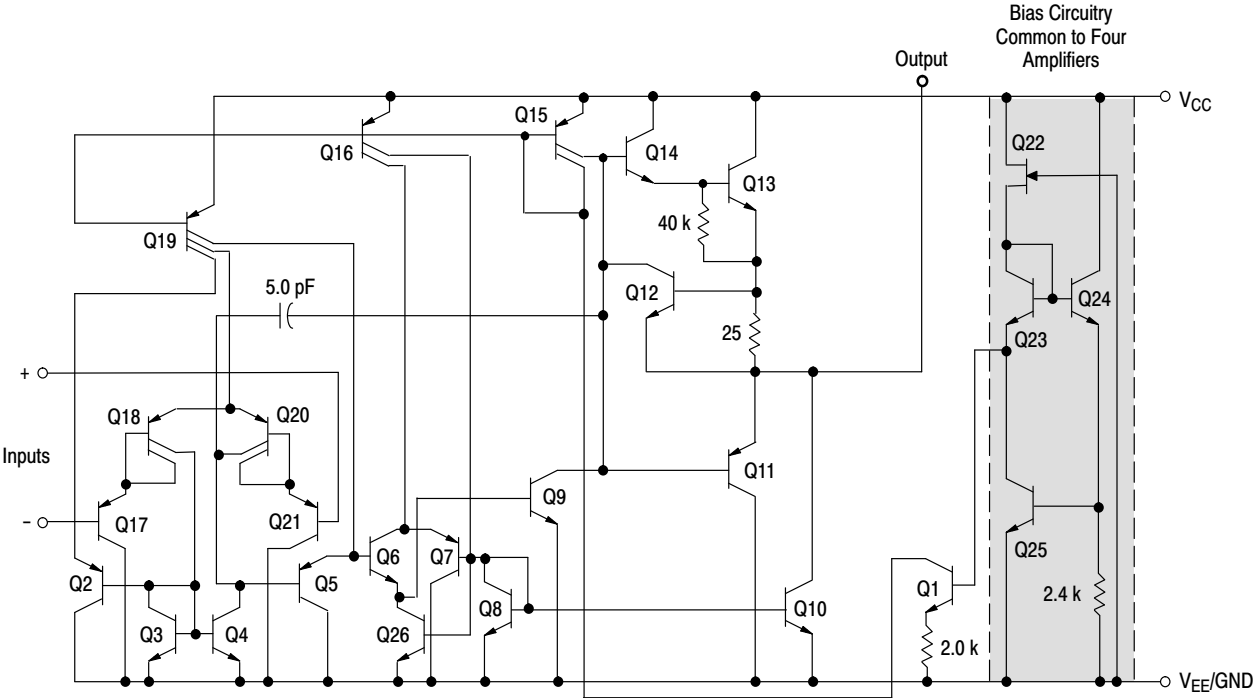 Bias Circuitry
Common to Four
Amplifiers
Output
VCC
Q15
Q22
Q16
Q14
Q13
40 k
Q19
5.0 pF
Q12
Q24
25
Q23
+
Q18
Q20
Inputs
Q11
Q9
-
Q17
Q21
Q25
Q2
Q5
Q6
Q7
Q1
2.4 k
Q8
Q10
Q3
Q4
Q26
2.0 k
VEE/GND